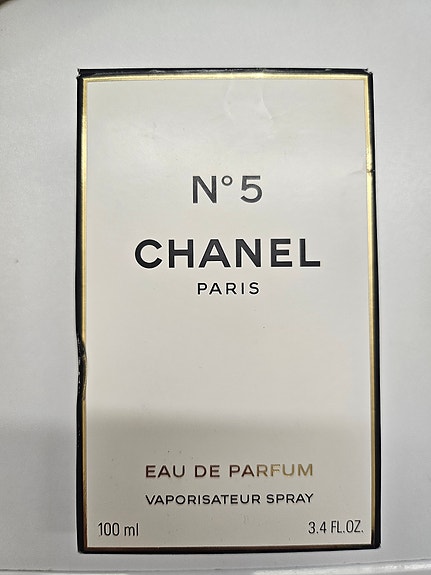 N° 5
CHANEL
PARIS
EAU DE PARFUM
VAPORISATEUR SPRAY
100 ml 3.4 FL.OZ.